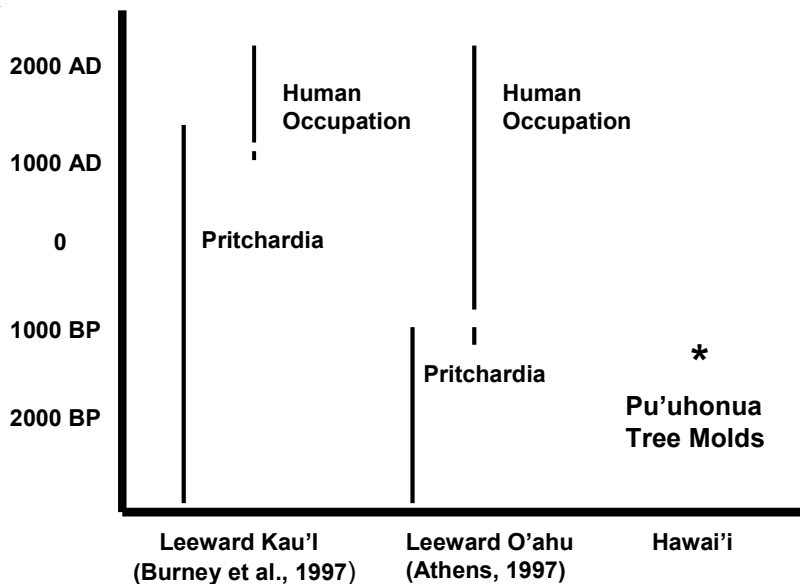 2000 AD
1000 AD
0
1000 BP
2000 BP
Human
Occupation
Human
Occupation
Pritchardia
Pritchardia
*
Pu’uhonua
Tree Molds
Leeward Kau’I
(Burney et al., 1997)
Leeward O’ahu
(Athens, 1997)
Hawai’i